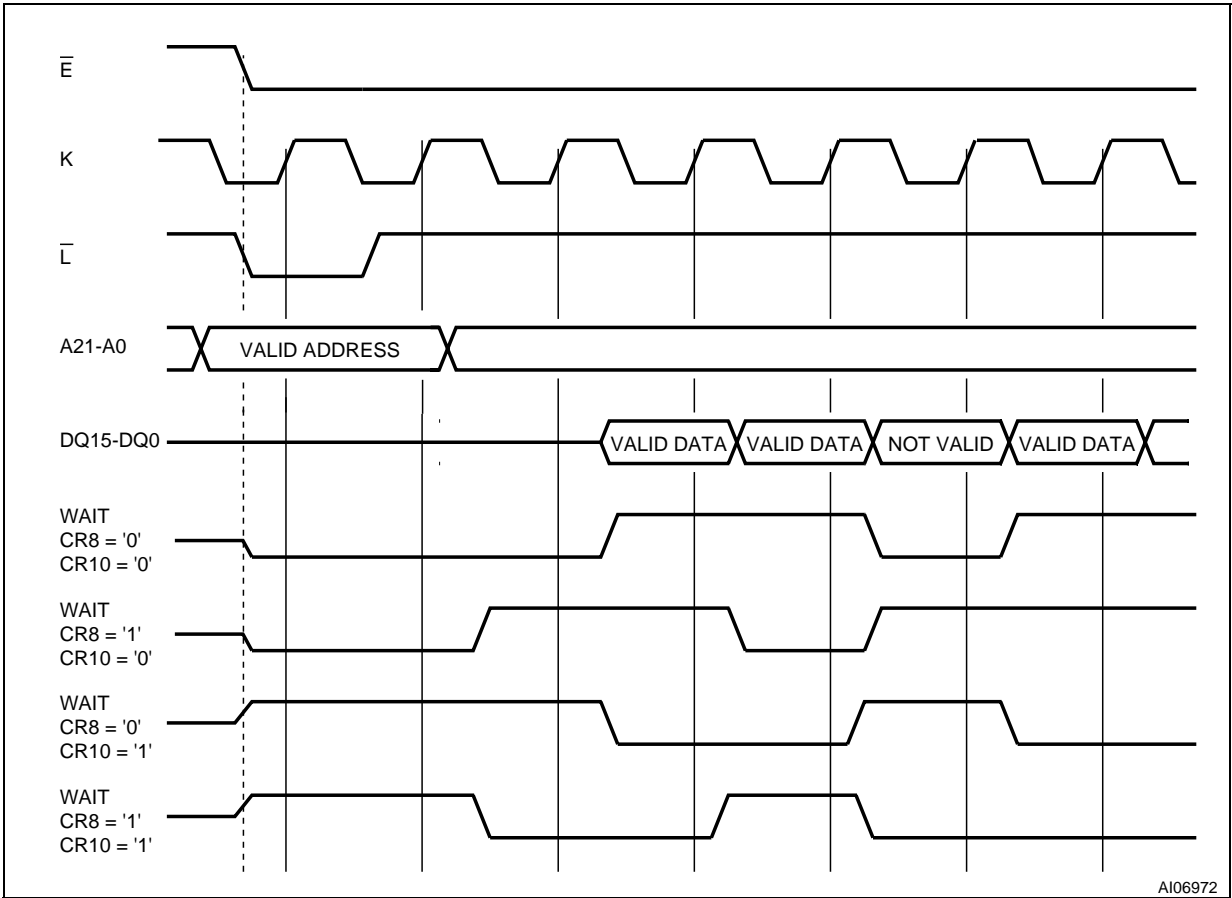 E
K
L
A21-A0
VALID ADDRESS
DQ15-DQ0
VALID DATA VALID DATA NOT VALID VALID DATA
WAIT
CR8 = '0'
CR10 = '0'
WAIT
CR8 = '1'
CR10 = '0'
WAIT
CR8 = '0'
CR10 = '1'
WAIT
CR8 = '1'
CR10 = '1'
AI06972